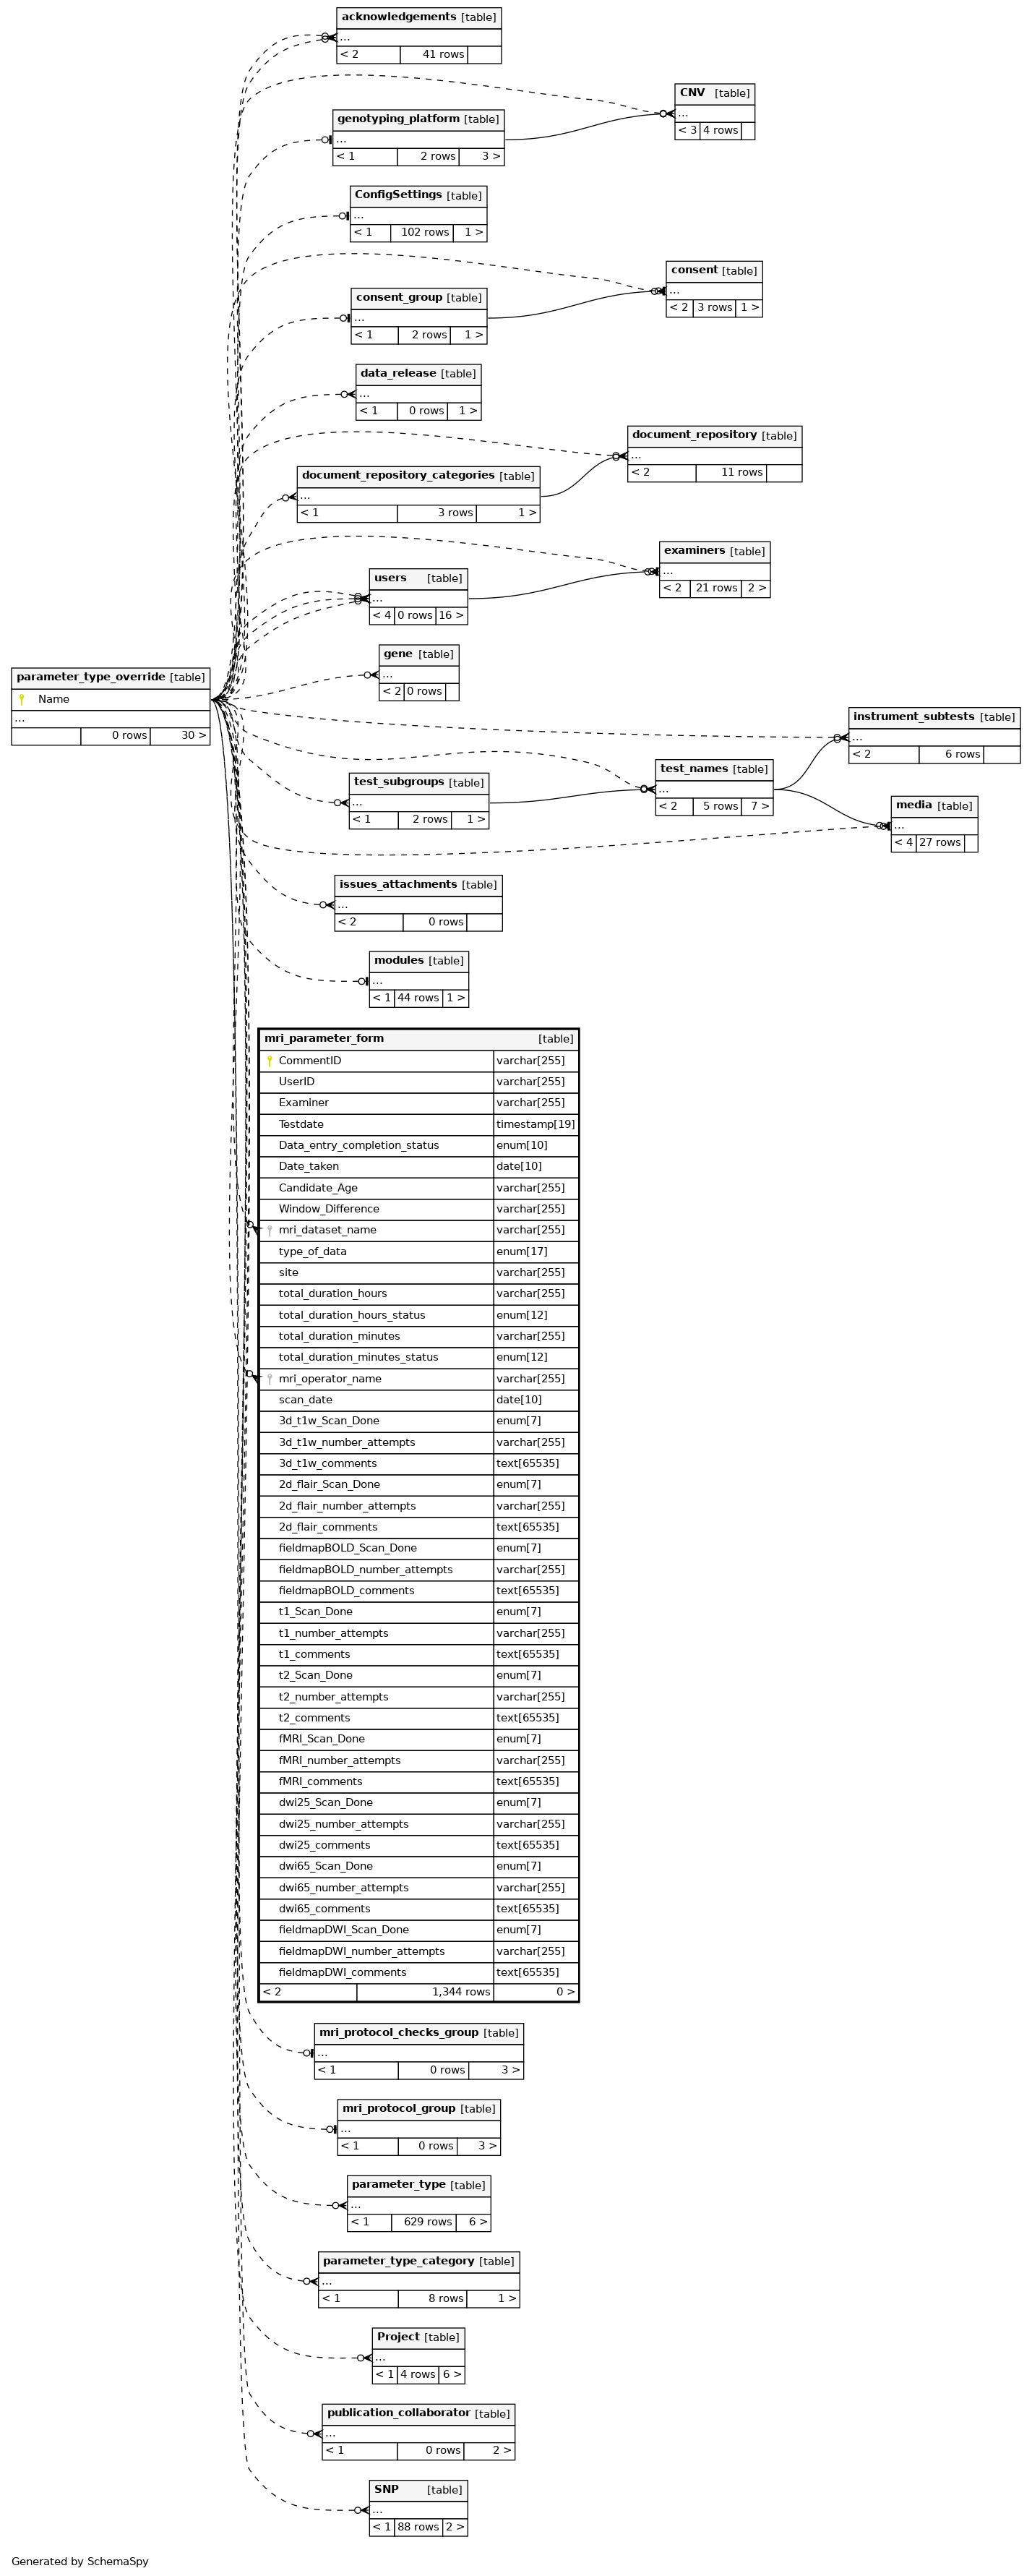 acknowledgements [table]
...
< 2 41 rows
CNV [table]
...
< 3 4 rows
genotyping_platform [table]
...
< 1 2 rows 3 >
ConfigSettings [table]
...
< 1 102 rows 1 >
consent [table]
...
< 2 3 rows 1 >
consent_group [table]
...
< 1 2 rows 1 >
data_release [table]
...
< 1 0 rows 1 >
document_repository [table]
...
< 2 11 rows
document_repository_categories [table]
...
< 1 3 rows 1 >
examiners [table]
...
< 2 21 rows 2 >
users [table]
...
< 4 0 rows 16 >
gene [table]
...
< 2 0 rows
parameter_type_override [table]
Name
...
0 rows 30 >
instrument_subtests [table]
...
< 2 6 rows
test_names [table]
...
< 2 5 rows 7 >
test_subgroups [table]
...
< 1 2 rows 1 >
media [table]
...
< 4 27 rows
issues_attachments [table]
...
< 2 0 rows
modules [table]
...
< 1 44 rows 1 >
mri_parameter_form [table]
CommentID varchar[255]
UserID varchar[255]
Examiner varchar[255]
Testdate timestamp[19]
Data_entry_completion_status enum[10]
Date_taken date[10]
Candidate_Age varchar[255]
Window_Difference varchar[255]
mri_dataset_name varchar[255]
type_of_data enum[17]
site varchar[255]
total_duration_hours varchar[255]
total_duration_hours_status enum[12]
total_duration_minutes varchar[255]
total_duration_minutes_status enum[12]
mri_operator_name varchar[255]
scan_date date[10]
3d_t1w_Scan_Done enum[7]
3d_t1w_number_attempts varchar[255]
3d_t1w_comments text[65535]
2d_flair_Scan_Done enum[7]
2d_flair_number_attempts varchar[255]
2d_flair_comments text[65535]
fieldmapBOLD_Scan_Done enum[7]
fieldmapBOLD_number_attempts varchar[255]
fieldmapBOLD_comments text[65535]
t1_Scan_Done enum[7]
t1_number_attempts varchar[255]
t1_comments text[65535]
t2_Scan_Done enum[7]
t2_number_attempts varchar[255]
t2_comments text[65535]
fMRI_Scan_Done enum[7]
fMRI_number_attempts varchar[255]
fMRI_comments text[65535]
dwi25_Scan_Done enum[7]
dwi25_number_attempts varchar[255]
dwi25_comments text[65535]
dwi65_Scan_Done enum[7]
dwi65_number_attempts varchar[255]
dwi65_comments text[65535]
fieldmapDWI_Scan_Done enum[7]
fieldmapDWI_number_attempts varchar[255]
fieldmapDWI_comments text[65535]
< 2 1,344 rows 0 >
mri_protocol_checks_group [table]
...
< 1 0 rows 3 >
mri_protocol_group [table]
...
< 1 0 rows 3 >
parameter_type [table]
...
< 1 629 rows 6 >
parameter_type_category [table]
...
< 1 8 rows 1 >
Project [table]
...
< 1 4 rows 6 >
publication_collaborator [table]
...
< 1 0 rows 2 >
SNP [table]
...
< 1 88 rows 2 >
Generated by SchemaSpy